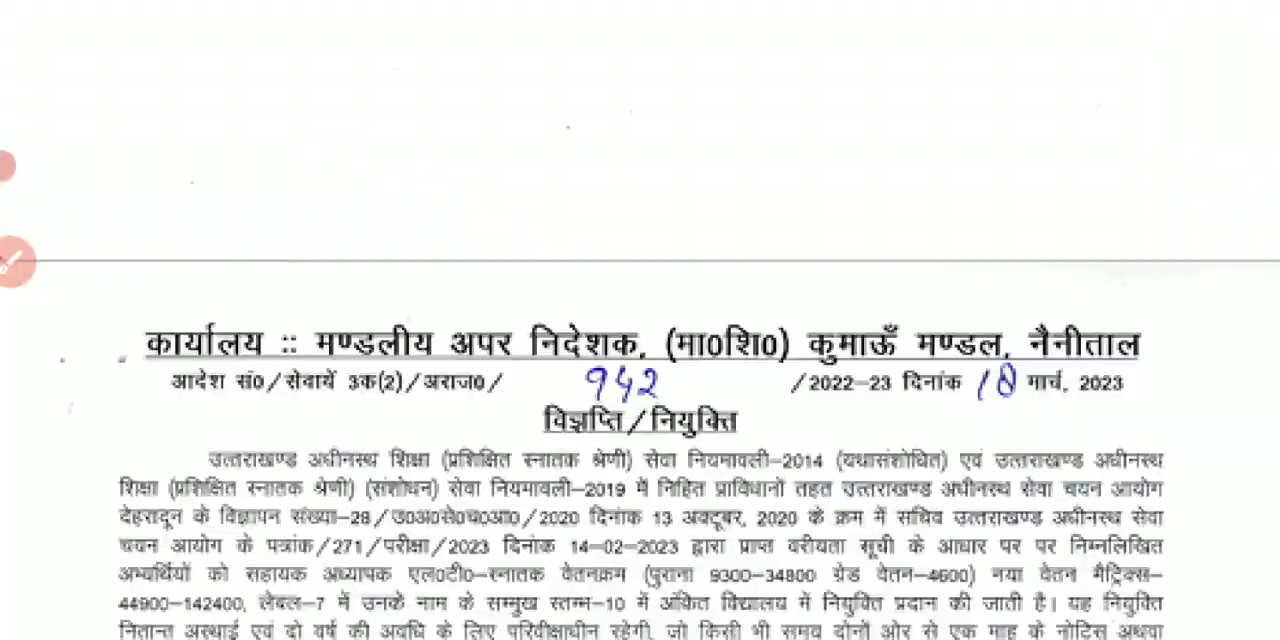 कार्यालय :: मण्डलीय अपर निदेशक, (मा0शि0) कुमाऊँ मण्डल, नैनीताल
आदेश सं0/सेवायें 3क(2)/अराज0/ 942 /2022-23 दिनांक 18 मार्च, 2023
विज्ञप्ति/नियुक्ति
उत्तराखण्ड अधीनस्थ शिक्षा (प्रशिक्षित स्नातक श्रेणी) सेवा नियमावली-2014 (यथासंशोधित) एवं उत्तराखण्ड अधीनस्थ
शिक्षा (प्रशिक्षित स्नातक श्रेणी) (संशोधन) सेवा नियमावली-2019 में निहित प्राविधानों तहत उत्तराखण्ड अधीनस्थ सेवा चयन आयोग
देहरादून के विज्ञापन संख्या-28/उ0अ0से0च0आ0/2020 दिनांक 13 अक्टूबर, 2020 के क्रम में सचिव उत्तराखण्ड अधीनस्थ सेवा
चयन आयोग के पत्रांक/271/परीक्षा/2023 दिनांक 14-02-2023 द्वारा प्राप्त वरीयता सूची के आधार पर पर निम्नलिखित
अभ्यर्थियों को सहायक अध्यापक एल0टी0-स्नातक वेतनक्रम (पुराना 9300-34800 ग्रेड वेतन-4600) नया वेतन मैट्रिक्स-
44900-142400, लेबल-7 में उनके नाम के सम्मुख स्तम्भ-10 में अंकित विद्यालय में नियुक्ति प्रदान की जाती है। यह नियुक्ति
नितान्त अस्थाई एवं दो वर्ष की अवधि के लिए परिवीक्षाधीन रहेगी, जो किसी भी समय दोनों ओर से एक माह के नोटिस अथवा